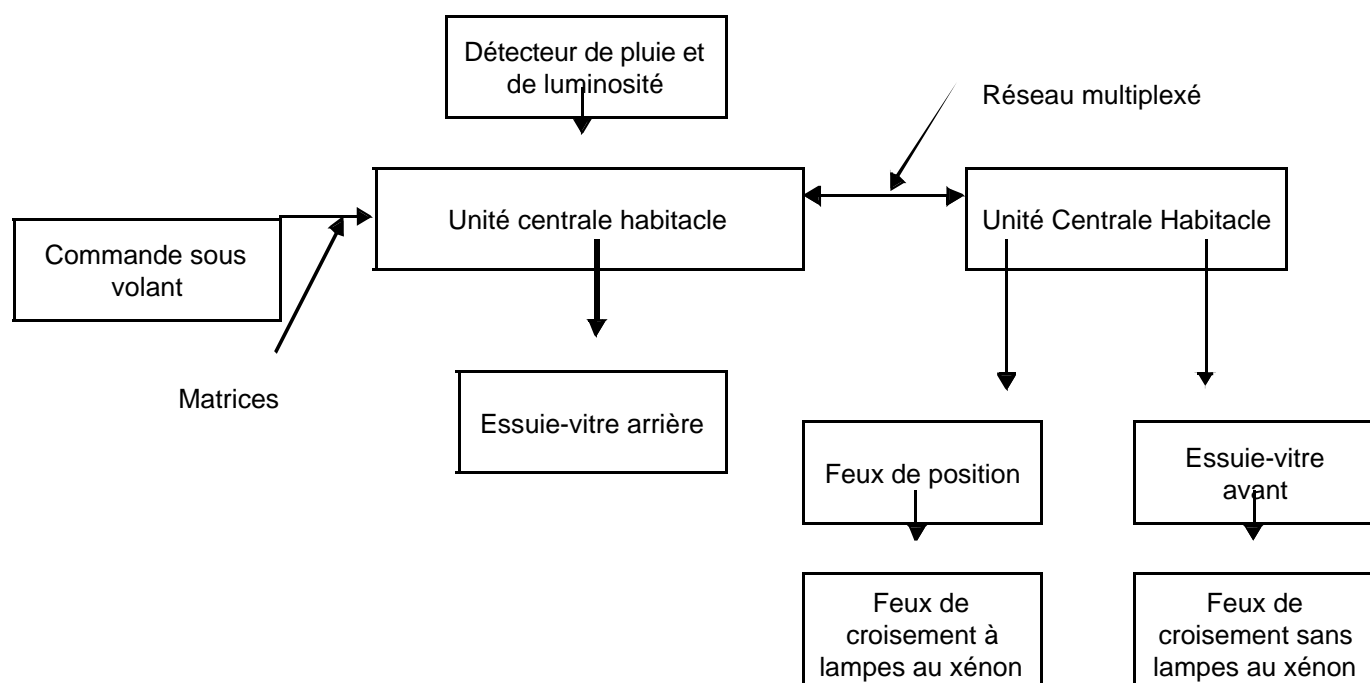 Détecteur de pluie et
de luminosité
Réseau multiplexé
Unité centrale habitacle
Unité Centrale Habitacle
Commande sous
volant
Matrices
Essuie-vitre arrière
Feux de position
Essuie-vitre
avant
Feux de
croisement à
lampes au xénon
Feux de
croisement sans
lampes au xénon